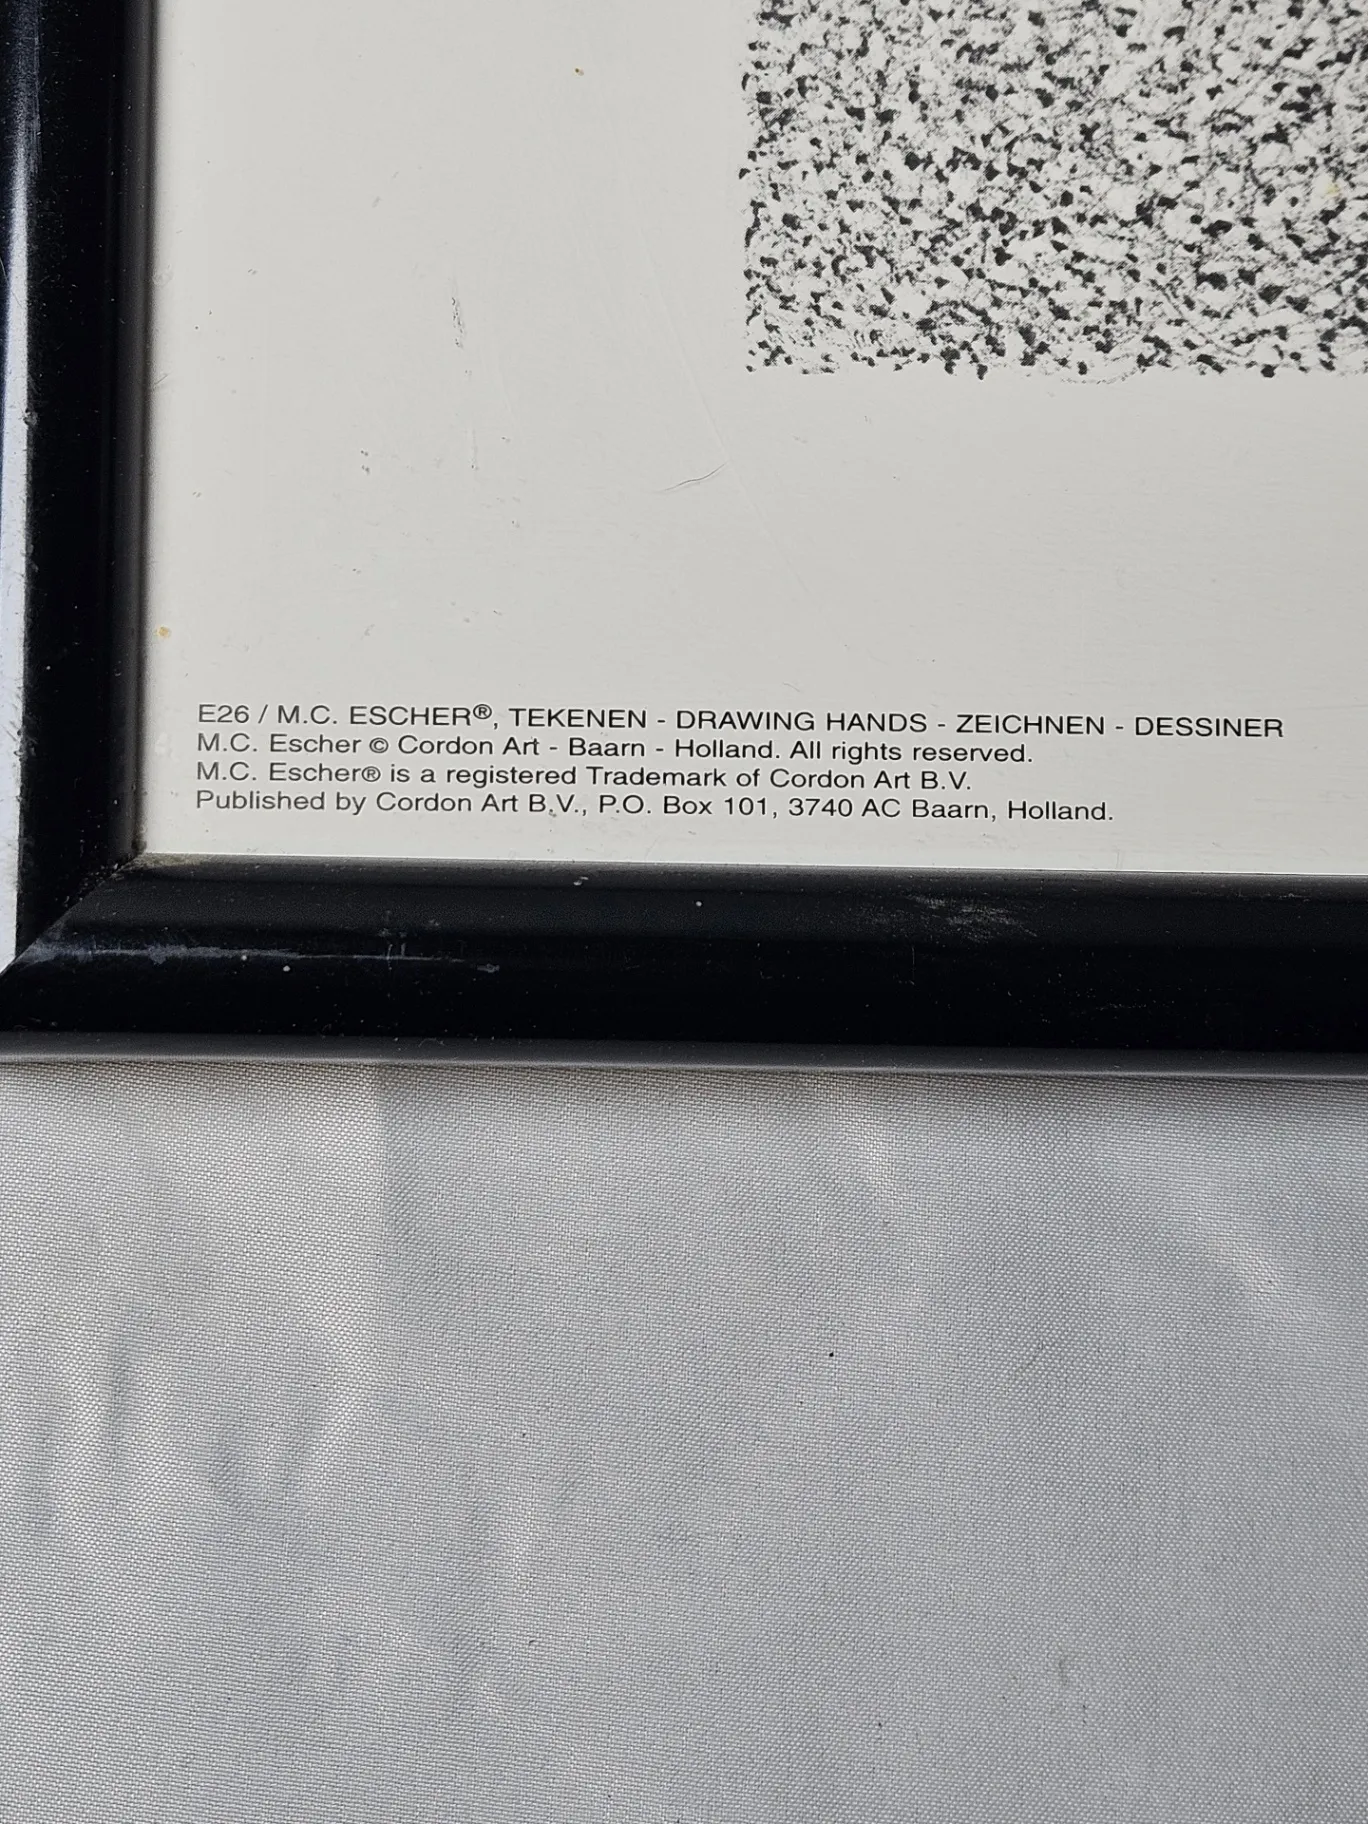 E26 / M.C. ESCHER®, TEKENEN - DRAWING HANDS - ZEICHNEN - DESSINER
M.C. Escher © Cordon Art - Baarn - Holland. All rights reserved.
M.C. Escher® is a registered Trademark of Cordon Art B.V.
Published by Cordon Art B.V., P.O. Box 101, 3740 AC Baarn, Holland.